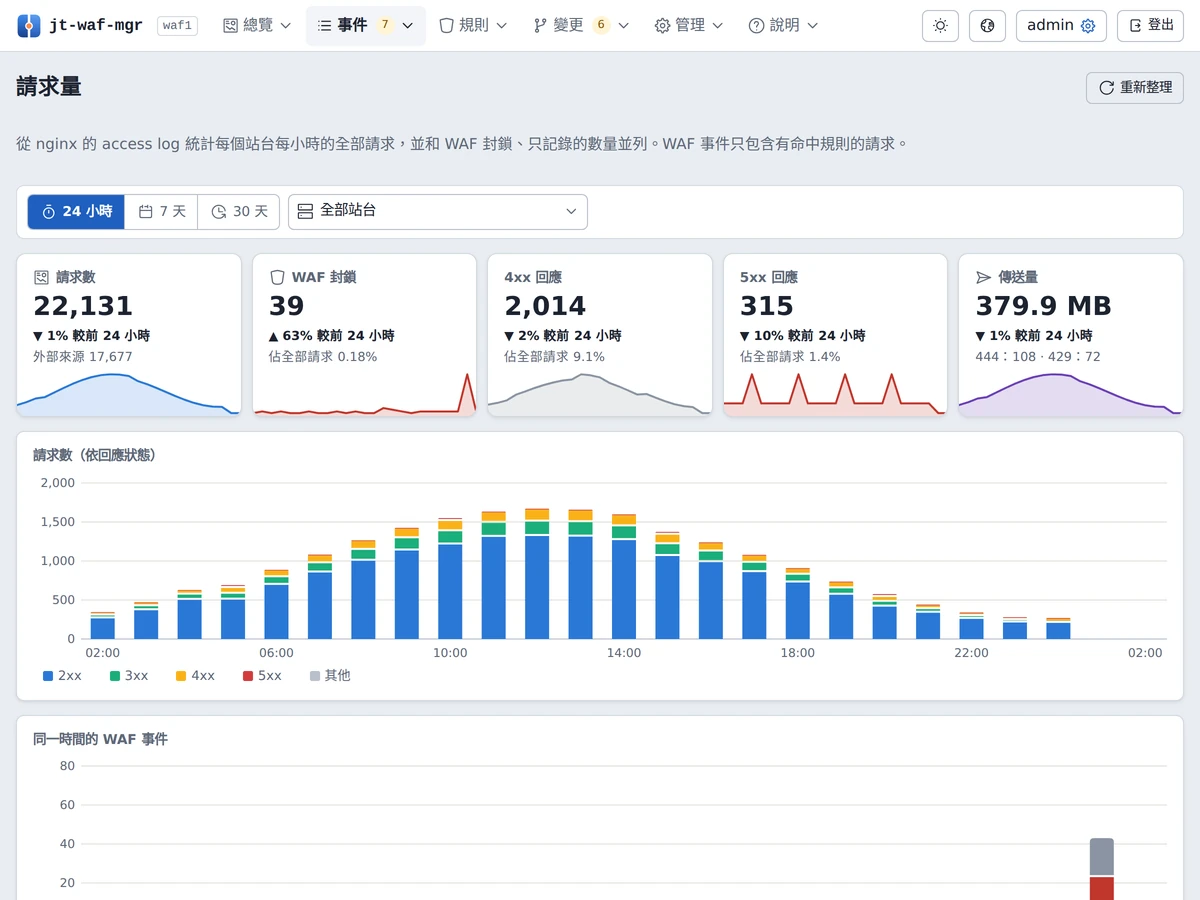 jt-waf-mgr waf1 總覽 事件 7 規則 變更 6 管理 說明 admin 登出
請求量
重新整理
從 nginx 的 access log 統計每個站台每小時的全部請求，並和 WAF 封鎖、只記錄的數量並列。WAF 事件只包含有命中規則的請求。
24 小時 7 天 30 天 全部站台
請求數
22,131
▼ 1% 較前 24 小時
外部來源 17,677
WAF 封鎖
39
▲ 63% 較前 24 小時
佔全部請求 0.18%
4xx 回應
2,014
▼ 2% 較前 24 小時
佔全部請求 9.1%
5xx 回應
315
▼ 10% 較前 24 小時
佔全部請求 1.4%
傳送量
379.9 MB
▼ 1% 較前 24 小時
444：108 · 429：72
請求數（依回應狀態）
2,000
1,500
1,000
500
0
02:00 06:00 10:00 14:00 18:00 22:00 02:00
2xx 3xx 4xx 5xx 其他
同一時間的 WAF 事件
80
60
40
20